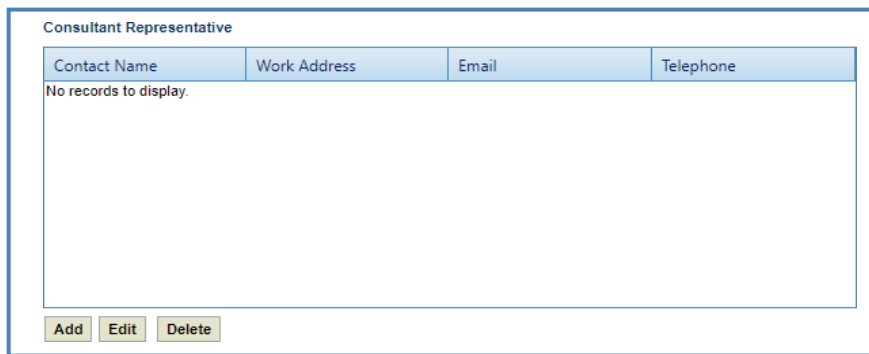 Consultant Representative
Contact Name Work Address Email Telephone
No records to display.
Add Edit Delete